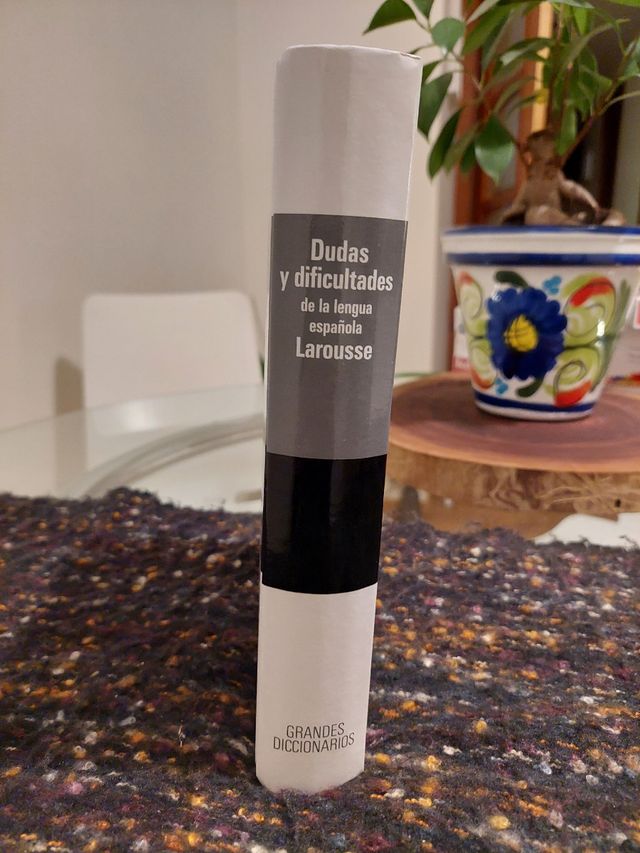 Dudas
y dificultades
de la lengua
española
Larousse
GRANDES
DICCIONARIOS